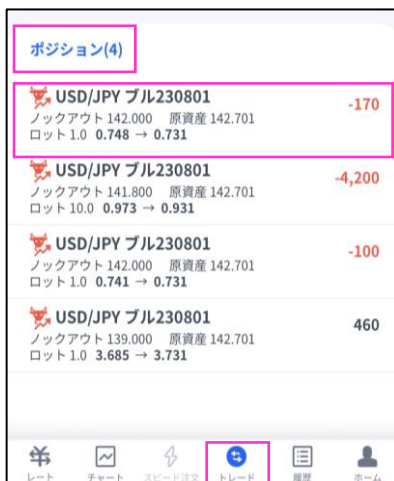 ポジション(4)
USD/JPY ブル230801
-170
ノックアウト 142.000 原資産 142.701
ロット 1.0 0.748 → 0.731
USD/JPY ブル230801
-4,200
ノックアウト 141.800 原資産 142.701
ロット 10.0 0.973 → 0.931
USD/JPY ブル230801
-100
ノックアウト 142.000 原資産 142.701
ロット 1.0 0.741 → 0.731
USD/JPY ブル230801
460
ノックアウト 139.000 原資産 142.701
ロット 1.0 3.685 → 3.731
レート チャート スピード注文 トレード 履歴 ホーム